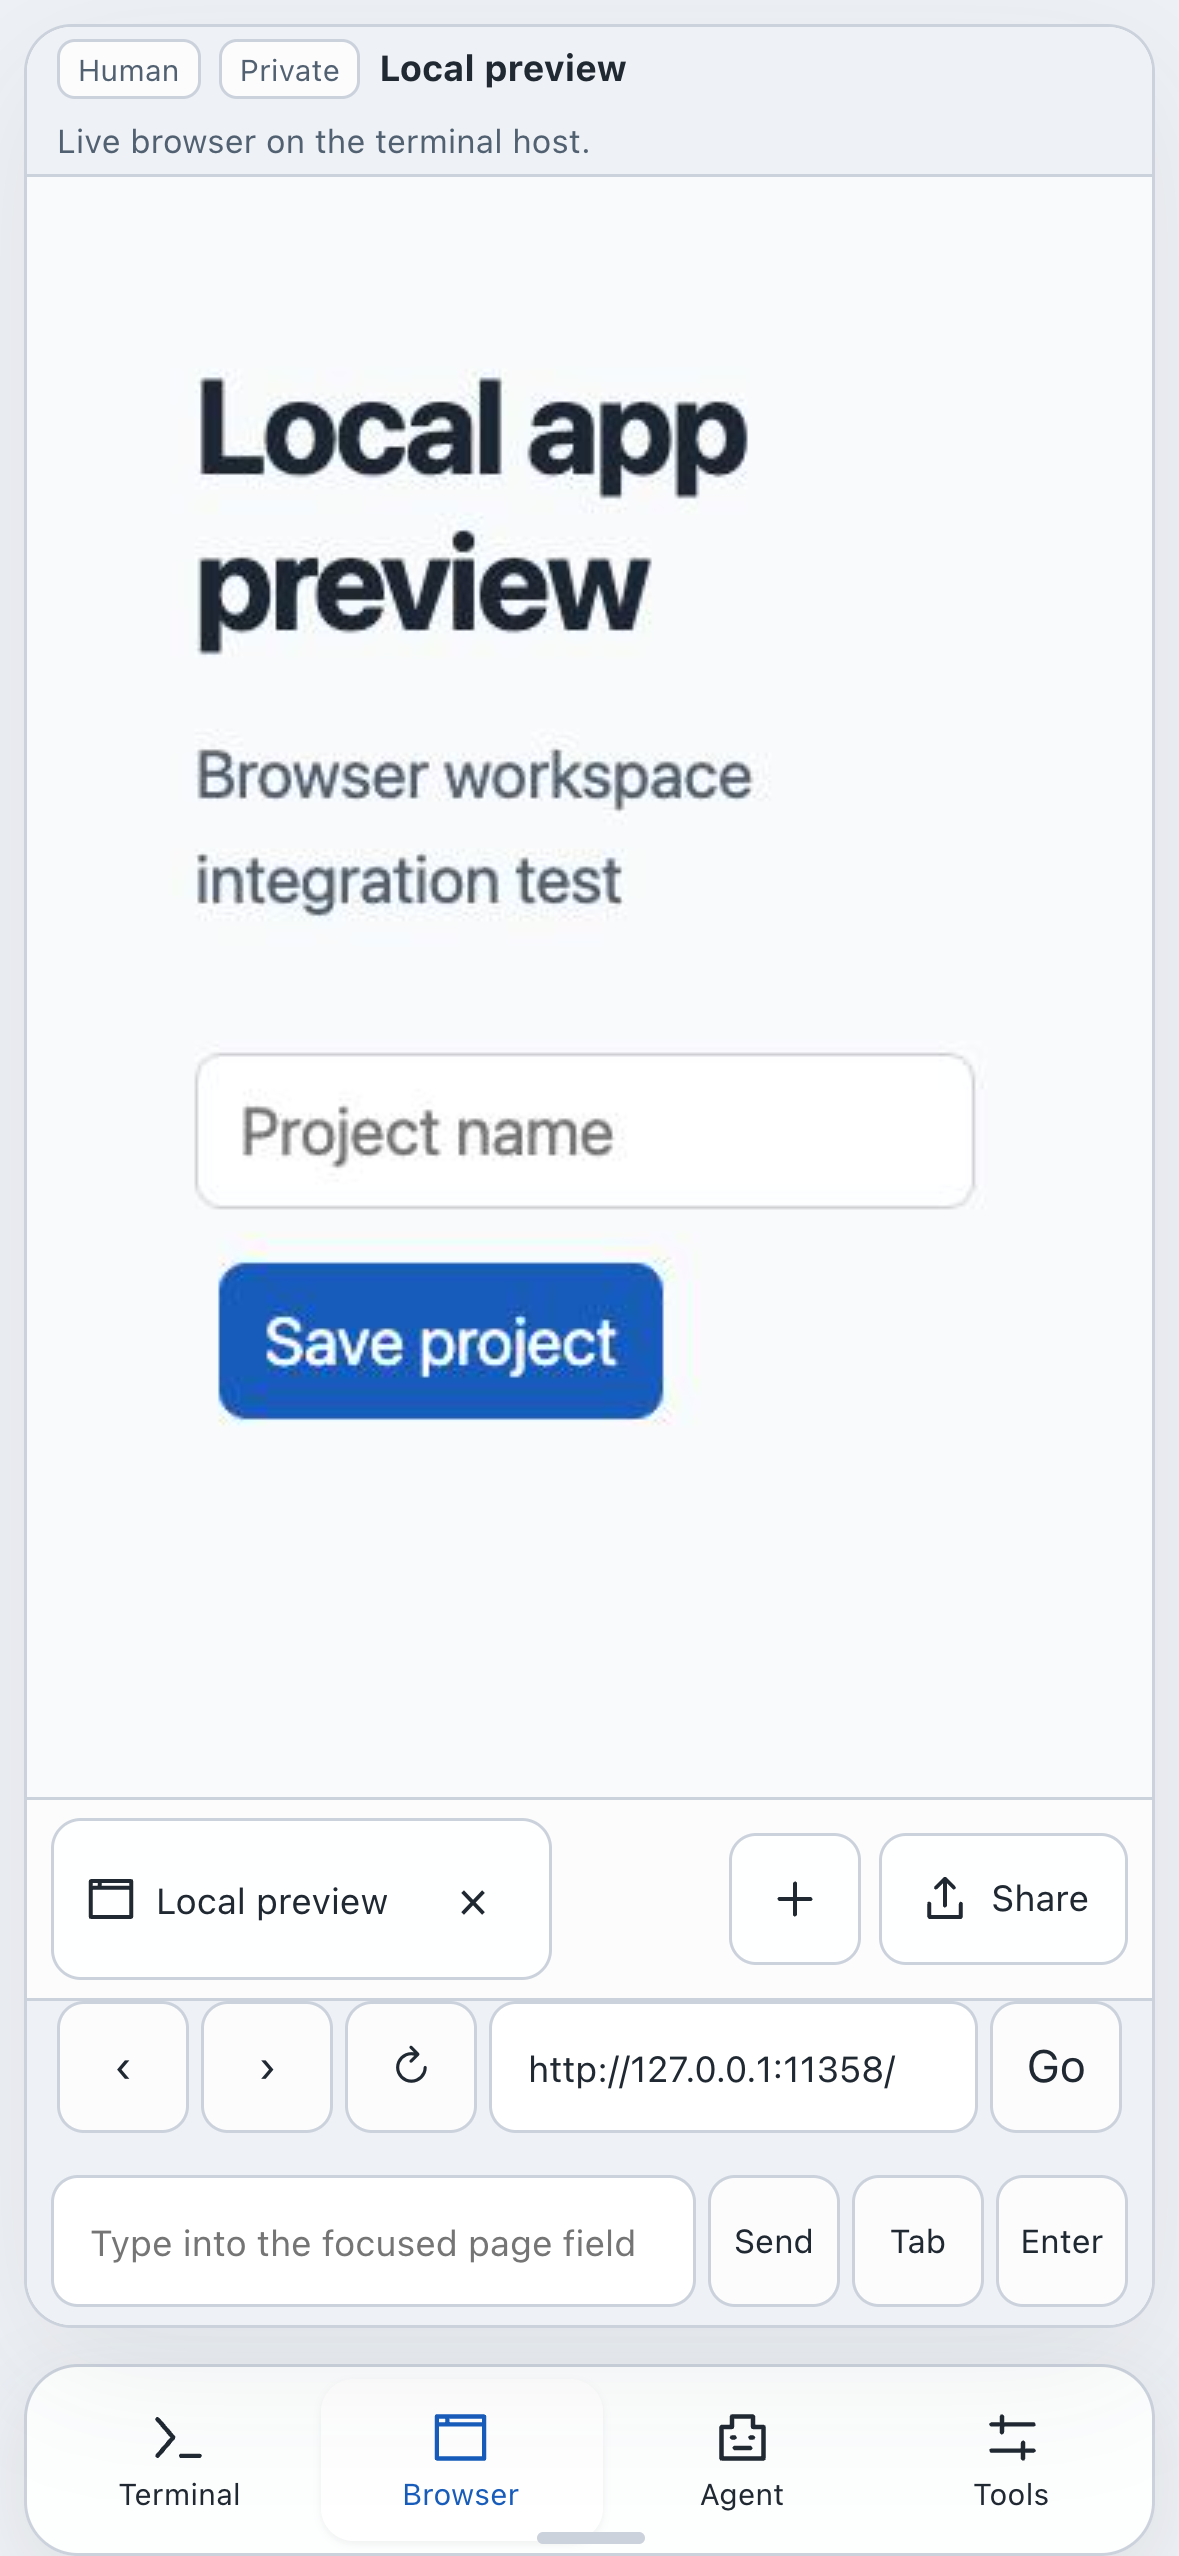 Human Private Local preview
Live browser on the terminal host.
Local app
preview
Browser workspace
integration test
Project name
Save project
Local preview × + Share
‹ › ↻ http://127.0.0.1:11358/ Go
Type into the focused page field Send Tab Enter
Terminal Browser Agent Tools